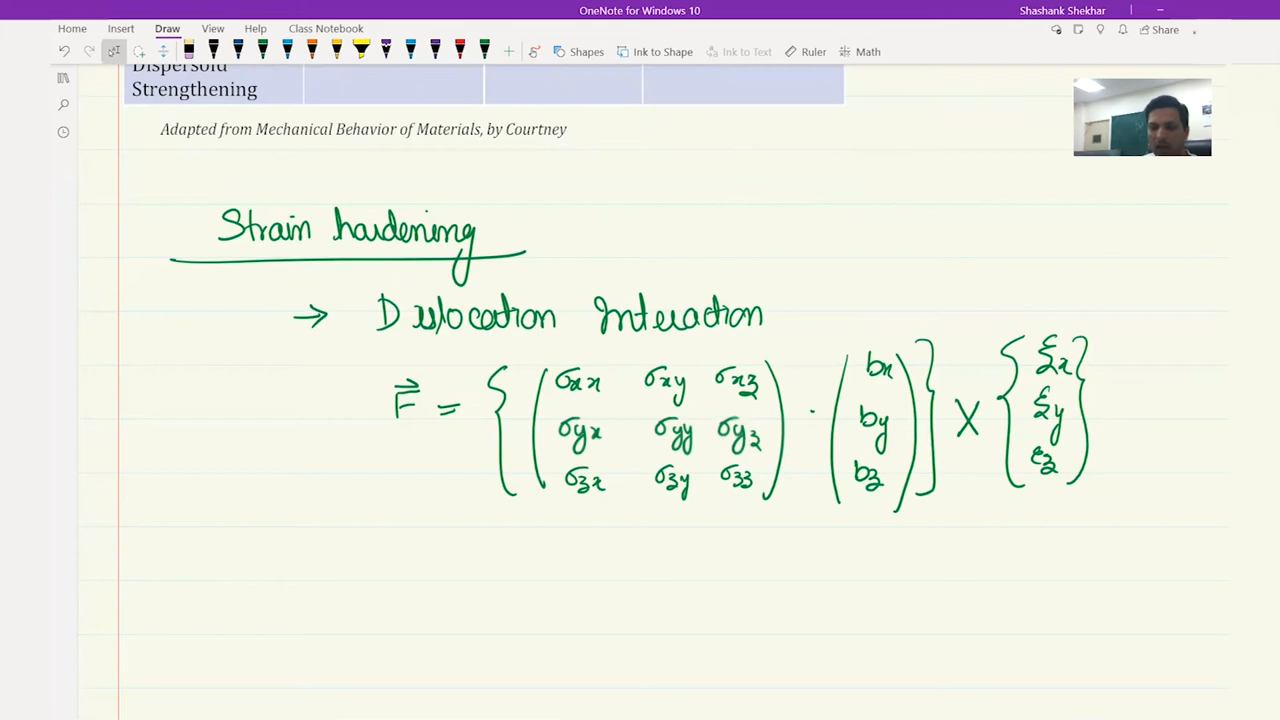 OneNote for Windows 10
Shashank Shekhar
Home Insert Draw View Help Class Notebook
Shapes Ink to Shape Ink to Text Ruler Math Share
Dispersoid
Strengthening
Adapted from Mechanical Behavior of Materials, by Courtney
Strain hardening
→ Dislocation Interaction
F⃗ = { ( σxx σxy σxz · ( bx ) } X { ξx }
σyx σyy σyz by ξy
σzx σzy σzz ) bz ξz